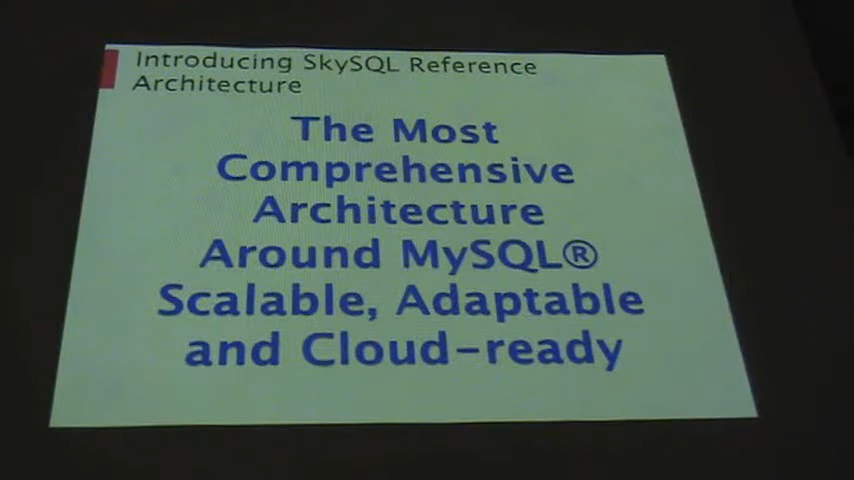 Introducing SkySQL Reference
Architecture
The Most
Comprehensive
Architecture
Around MySQL®
Scalable, Adaptable
and Cloud-ready